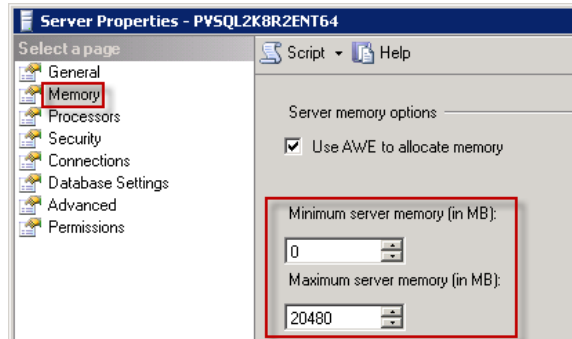 Server Properties - PVSQL2K8R2ENT64
Select a page
General
Memory
Processors
Security
Connections
Database Settings
Advanced
Permissions
Script
Help
Server memory options
Use AWE to allocate memory
Minimum server memory (in MB):
0
Maximum server memory (in MB):
20480